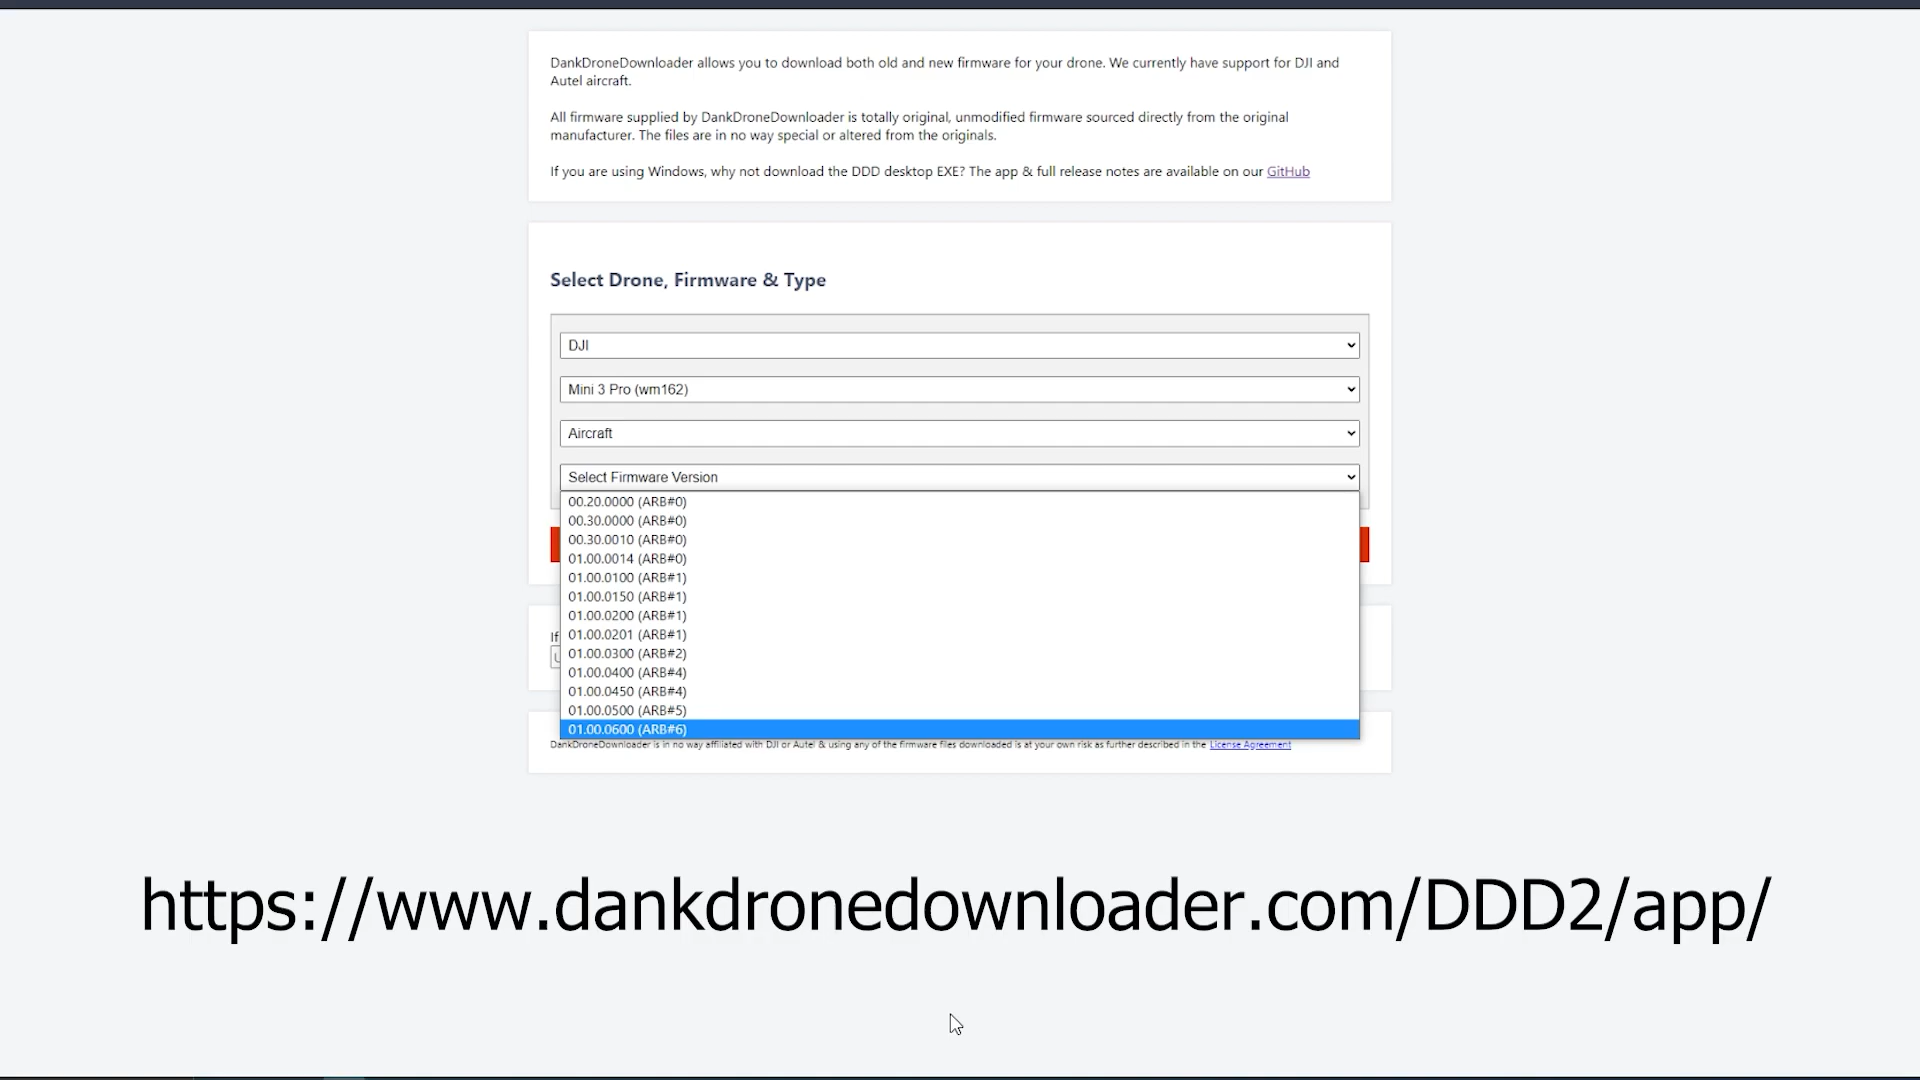 DankDroneDownloader allows you to download both old and new firmware for your drone. We currently have support for DJI and
Autel aircraft.
All firmware supplied by DankDroneDownloader is totally original, unmodified firmware sourced directly from the original
manufacturer. The files are in no way special or altered from the originals.
If you are using Windows, why not download the DDD desktop EXE? The app & full release notes are available on our GitHub
Select Drone, Firmware & Type
DJI
Mini 3 Pro (wm162)
Aircraft
Select Firmware Version
00.20.0000 (ARB#0)
00.30.0000 (ARB#0)
00.30.0010 (ARB#0)
01.00.0014 (ARB#0)
01.00.0100 (ARB#1)
01.00.0150 (ARB#1)
01.00.0200 (ARB#1)
01.00.0201 (ARB#1)
If
01.00.0300 (ARB#2)
01.00.0400 (ARB#4)
01.00.0450 (ARB#4)
01.00.0500 (ARB#5)
01.00.0600 (ARB#6)
DankDroneDownloader is in no way affiliated with DJI or Autel & using any of the firmware files downloaded is at your own risk as further described in the License Agreement
https://www.dankdronedownloader.com/DDD2/app/